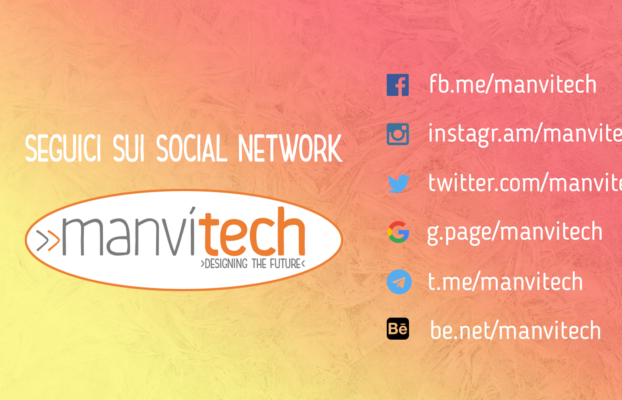 SEGUICI SUI SOCIAL NETWORK
»manvitech
>DESIGNING THE FUTURE<
fb.me/manvitech
instagr.am/manvite
twitter.com/manvite
g.page/manvitech
t.me/manvitech
Bē be.net/manvitech